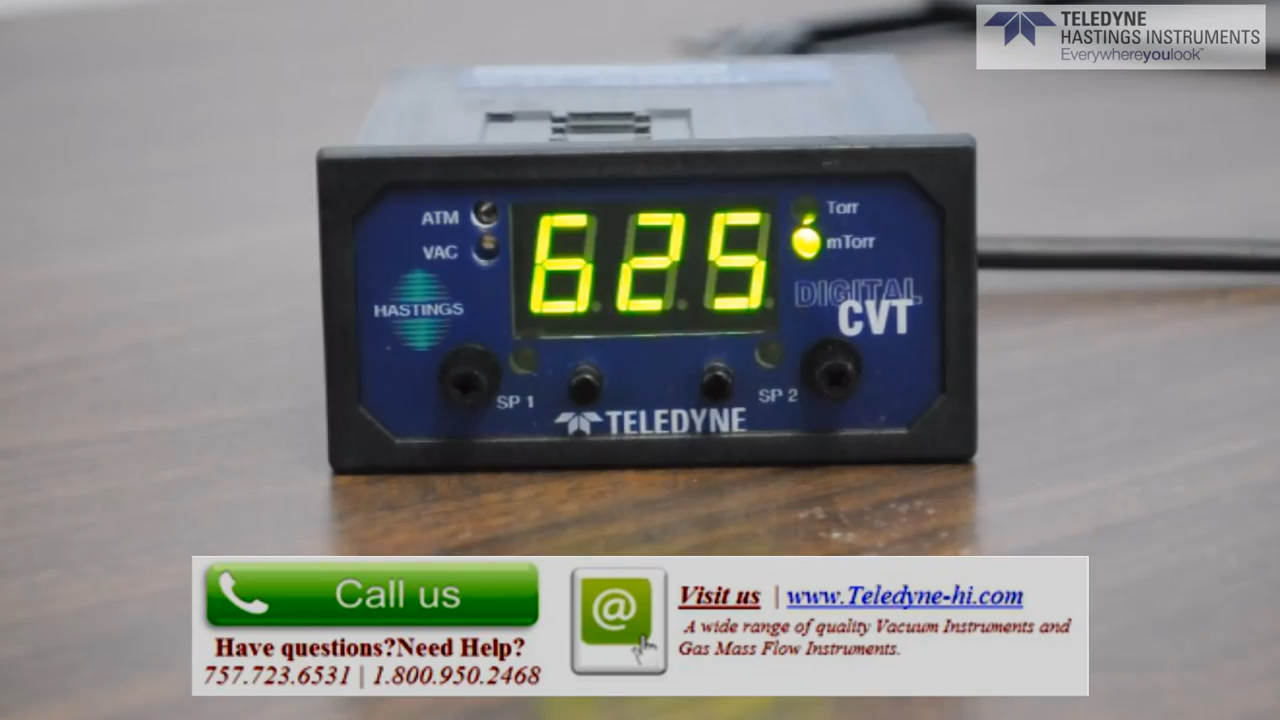 TELEDYNE
HASTINGS INSTRUMENTS
Everywhereyoulook™
ATM
VAC
625
Torr
mTorr
HASTINGS
DIGITAL
CVT
SP 1
SP 2
TELEDYNE
Call us
Have questions?Need Help?
757.723.6531 | 1.800.950.2468
@
Visit us | www.Teledyne-hi.com
A wide range of quality Vacuum Instruments and
Gas Mass Flow Instruments.